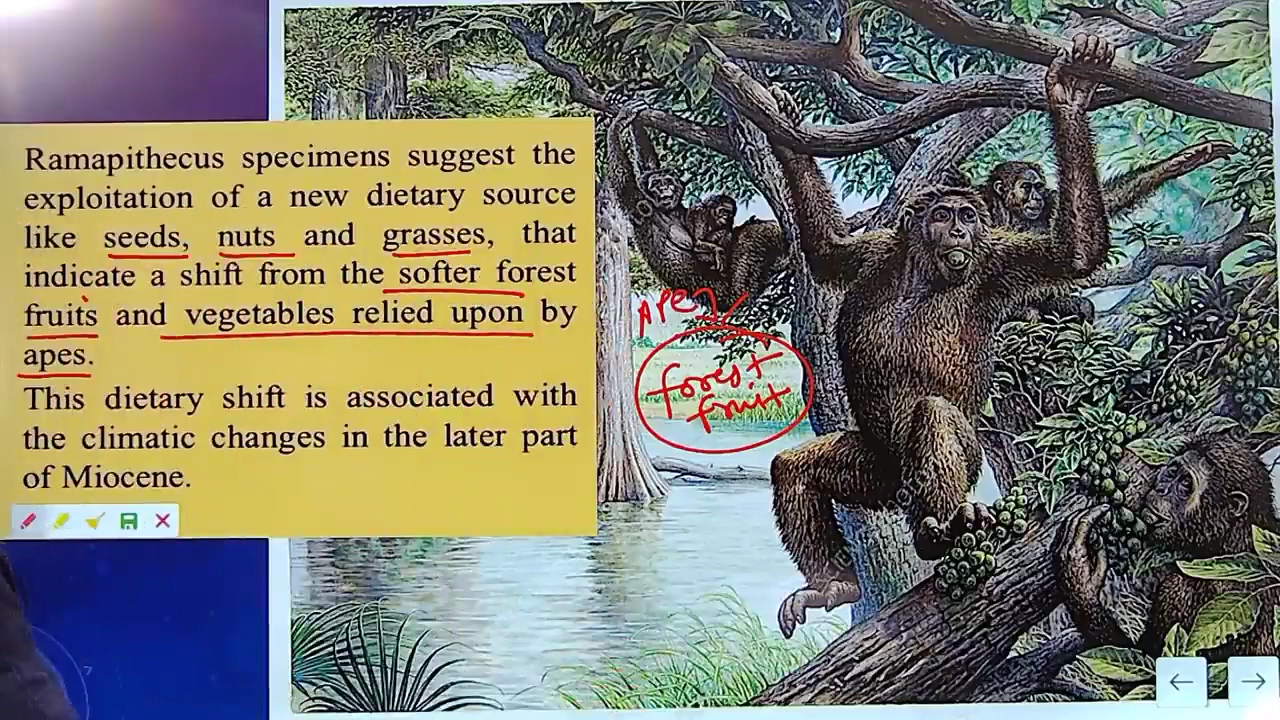 Ramapithecus specimens suggest the
exploitation of a new dietary source
like seeds, nuts and grasses, that
indicate a shift from the softer forest
fruits and vegetables relied upon by
apes.
This dietary shift is associated with
the climatic changes in the later part
of Miocene.
APE
forest
fruit